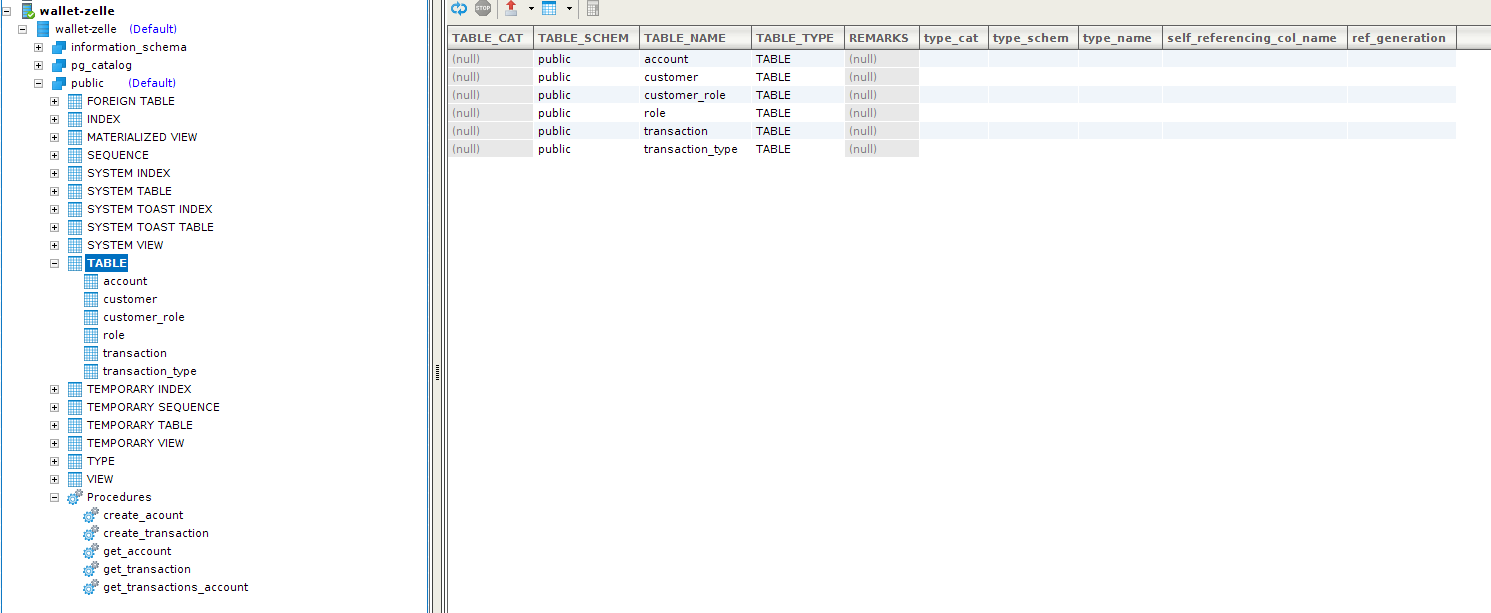 wallet-zelle
wallet-zelle (Default)
information_schema
pg_catalog
public (Default)
FOREIGN TABLE
INDEX
MATERIALIZED VIEW
SEQUENCE
SYSTEM INDEX
SYSTEM TABLE
SYSTEM TOAST INDEX
SYSTEM TOAST TABLE
SYSTEM VIEW
TABLE
account
customer
customer_role
role
transaction
transaction_type
TEMPORARY INDEX
TEMPORARY SEQUENCE
TEMPORARY TABLE
TEMPORARY VIEW
TYPE
VIEW
Procedures
create_acount
create_transaction
get_account
get_transaction
get_transactions_account
STOP
TABLE_CAT TABLE_SCHEM TABLE_NAME TABLE_TYPE REMARKS type_cat type_schem type_name self_referencing_col_name ref_generation
(null) public account TABLE (null)
(null) public customer TABLE (null)
(null) public customer_role TABLE (null)
(null) public role TABLE (null)
(null) public transaction TABLE (null)
(null) public transaction_type TABLE (null)